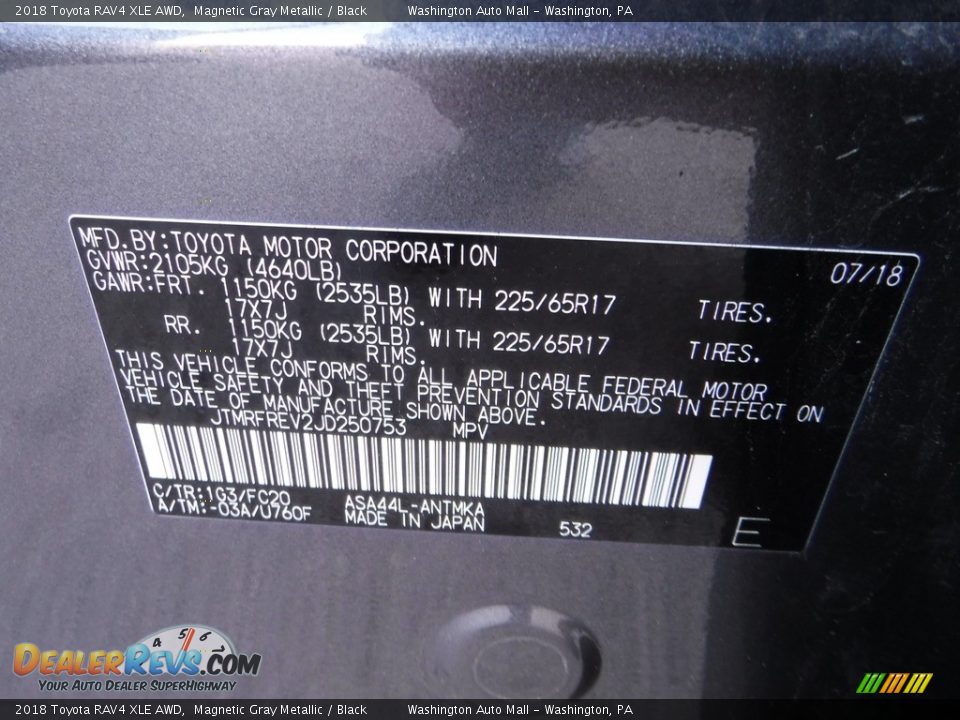 2018 Toyota RAV4 XLE AWD, Magnetic Gray Metallic / Black Washington Auto Mall - Washington, PA
MFD.BY:TOYOTA MOTOR CORPORATION 07/18
GVWR:2105KG (4640LB)
GAWR:FRT. 1150KG (2535LB) WITH 225/65R17 TIRES.
17X7J RIMS.
RR. 1150KG (2535LB) WITH 225/65R17 TIRES.
17X7J RIMS.
THIS VEHICLE CONFORMS TO ALL APPLICABLE FEDERAL MOTOR
VEHICLE SAFETY AND THEFT PREVENTION STANDARDS IN EFFECT ON
THE DATE OF MANUFACTURE SHOWN ABOVE.
JTMRFREV2JD250753 MPV
C/TR:1G3/FC20 ASA44L-ANTMKA
A/TM:-03A/U760F MADE IN JAPAN 532 E
4 5 6
DEALERREVS.COM
YOUR AUTO DEALER SUPERHIGHWAY
2018 Toyota RAV4 XLE AWD, Magnetic Gray Metallic / Black Washington Auto Mall - Washington, PA